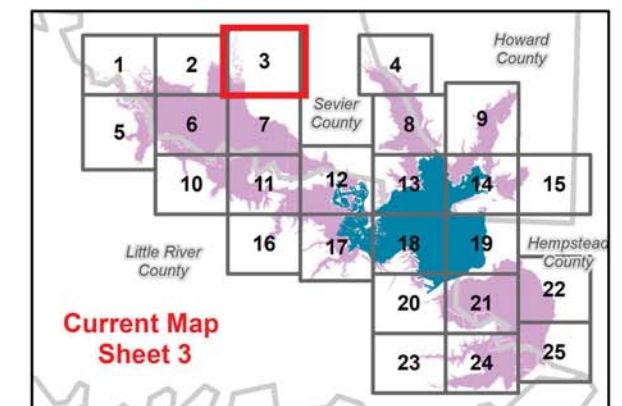 Howard
County
1 2 3 4
Sevier
County
5 6 7 8 9
10 11 12 13 14 15
Little River
County
16 17 18 19
Hempstead
County
20 21 22
Current Map
Sheet 3
23 24 25